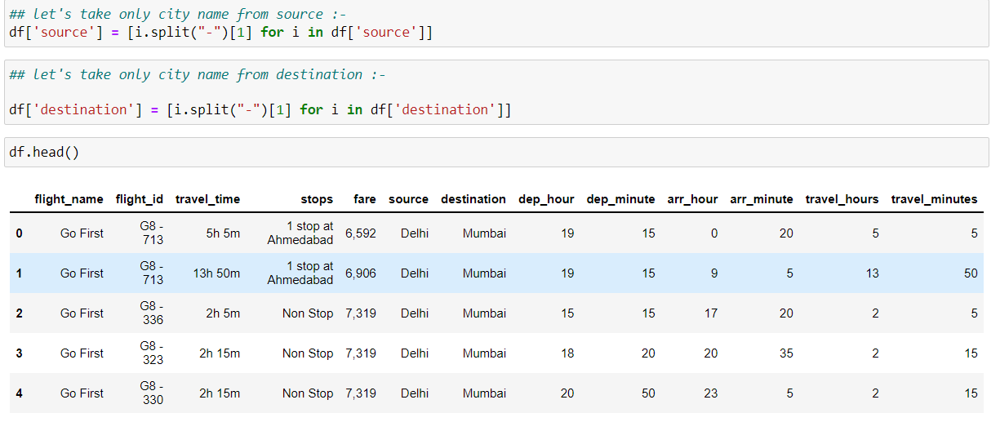 ## let's take only city name from source :-
df['source'] = [i.split("-")[1] for i in df['source']]
## let's take only city name from destination :-
df['destination'] = [i.split("-")[1] for i in df['destination']]
df.head()
flight_name flight_id travel_time stops fare source destination dep_hour dep_minute arr_hour arr_minute travel_hours travel_minutes
0 Go First G8 - 713 5h 5m 1 stop at Ahmedabad 6,592 Delhi Mumbai 19 15 0 20 5 5
1 Go First G8 - 713 13h 50m 1 stop at Ahmedabad 6,906 Delhi Mumbai 19 15 9 5 13 50
2 Go First G8 - 336 2h 5m Non Stop 7,319 Delhi Mumbai 15 15 17 20 2 5
3 Go First G8 - 323 2h 15m Non Stop 7,319 Delhi Mumbai 18 20 20 35 2 15
4 Go First G8 - 330 2h 15m Non Stop 7,319 Delhi Mumbai 20 50 23 5 2 15